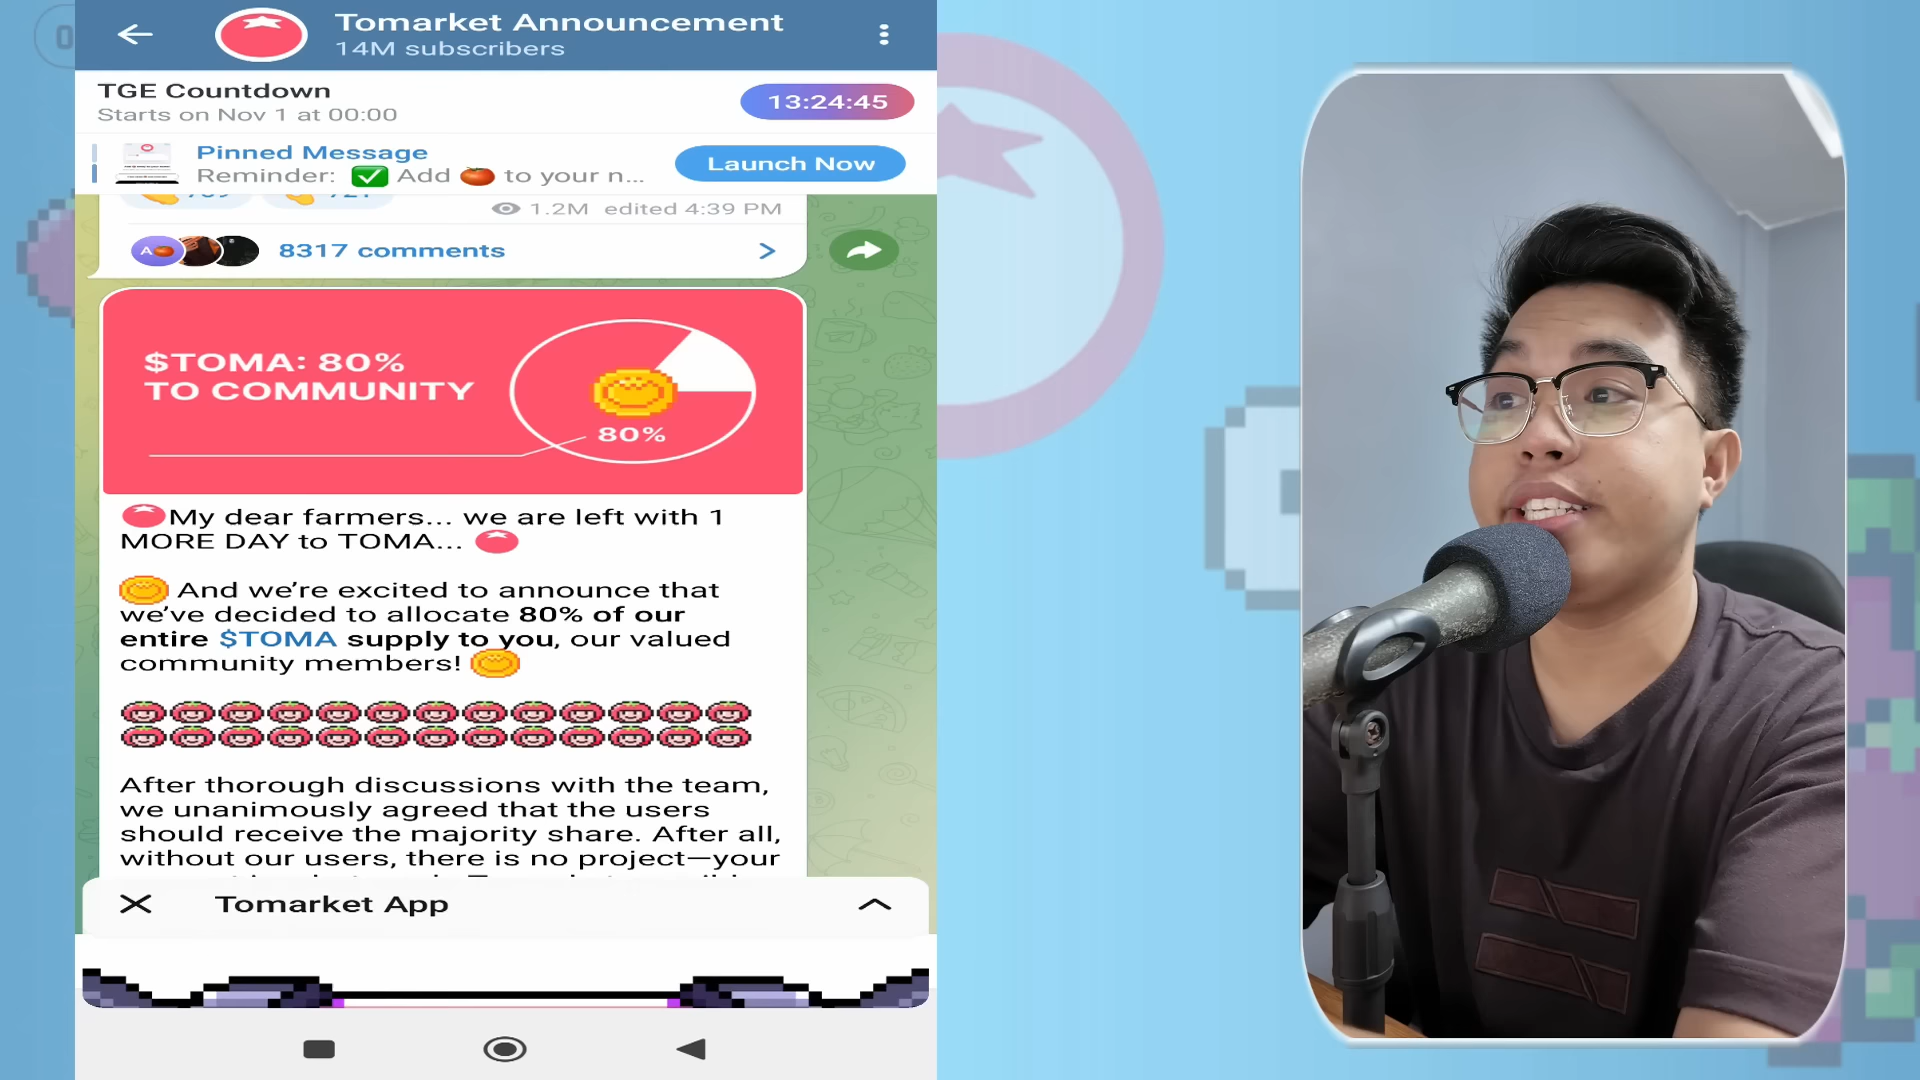 Tomarket Announcement
14M subscribers
TGE Countdown
Starts on Nov 1 at 00:00
13:24:45
Pinned Message
Reminder: ✅ Add 🍅 to your n...
Launch Now
1.2M edited 4:39 PM
8317 comments
$TOMA: 80%
TO COMMUNITY
80%
My dear farmers... we are left with 1
MORE DAY to TOMA...
And we’re excited to announce that
we’ve decided to allocate 80% of our
entire $TOMA supply to you, our valued
community members!
After thorough discussions with the team,
we unanimously agreed that the users
should receive the majority share. After all,
without our users, there is no project—your
Tomarket App